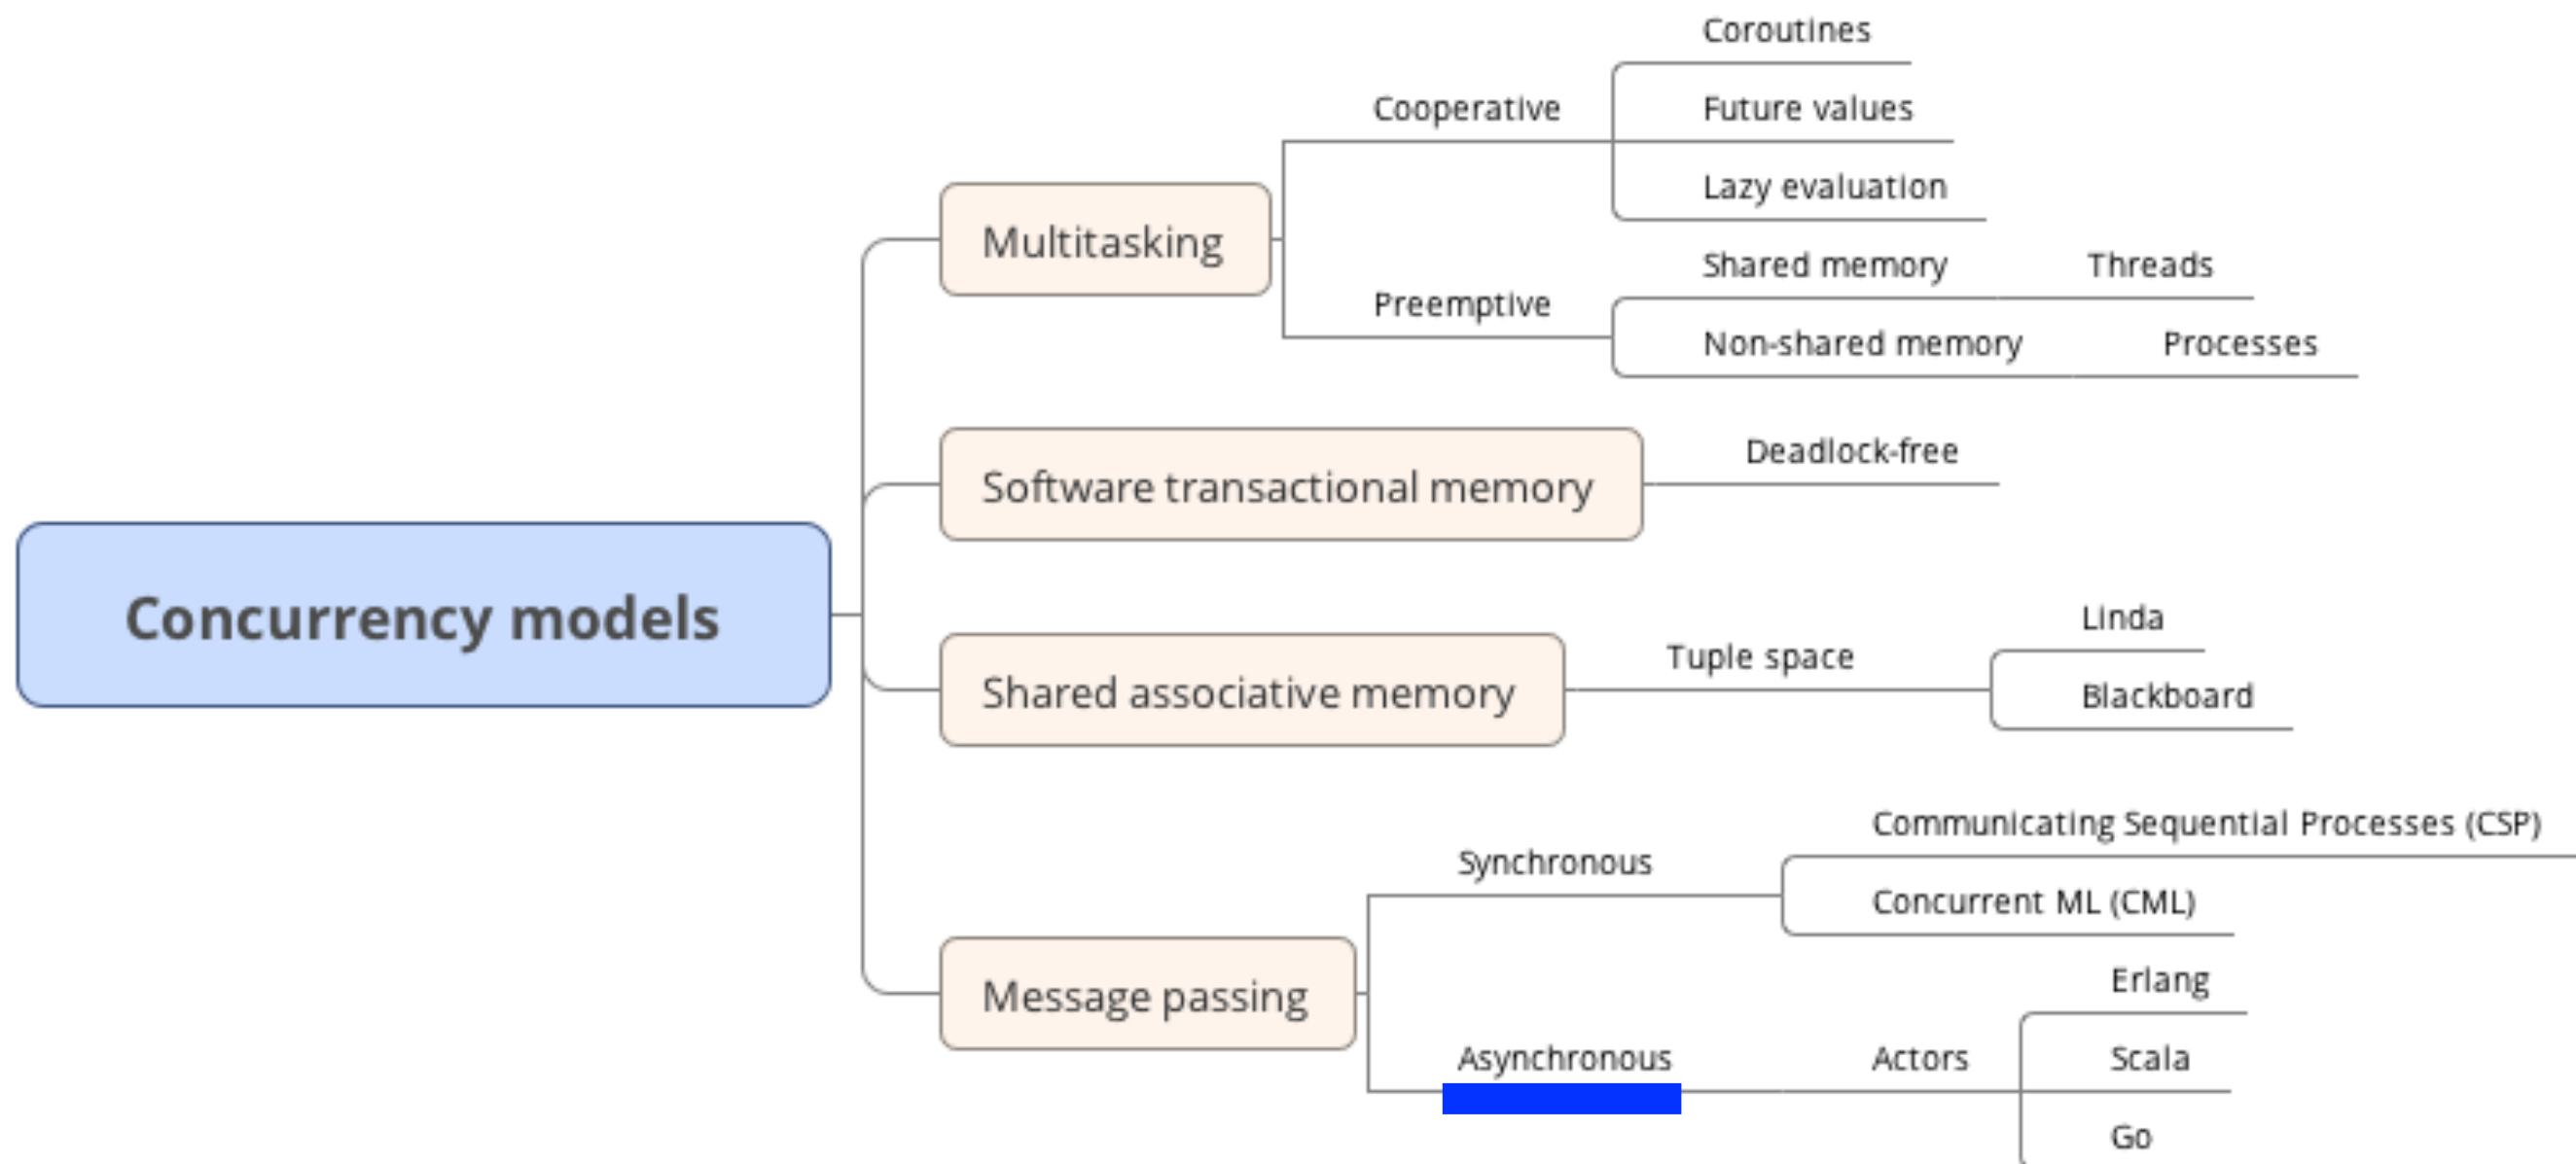 Coroutines
Cooperative
Future values
Lazy evaluation
Multitasking
Shared memory Threads
Preemptive
Non-shared memory Processes
Deadlock-free
Software transactional memory
Concurrency models
Linda
Tuple space
Shared associative memory
Blackboard
Communicating Sequential Processes (CSP)
Synchronous
Concurrent ML (CML)
Message passing
Erlang
Asynchronous Actors Scala
Go